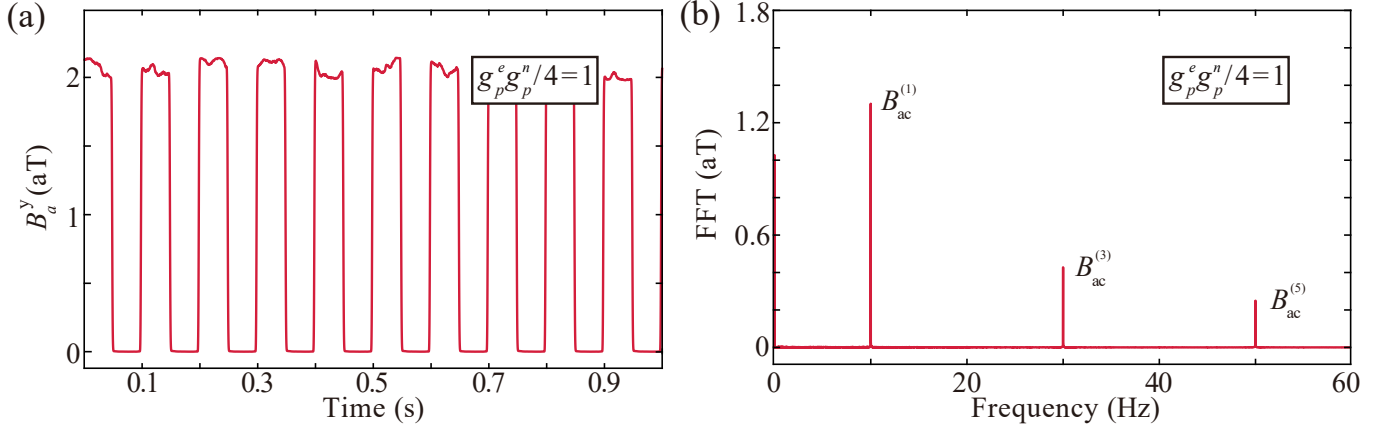 (a)
g_p^e g_p^n/4=1
B_a^y (aT)
2
1
0
0.1 0.3 0.5 0.7 0.9
Time (s)
(b)
g_p^e g_p^n/4=1
FFT (aT)
1.8
1.2
0.6
0
B_ac^(1)
B_ac^(3)
B_ac^(5)
0 20 40 60
Frequency (Hz)